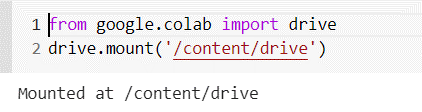 1 from google.colab import drive
2 drive.mount('/content/drive')
Mounted at /content/drive